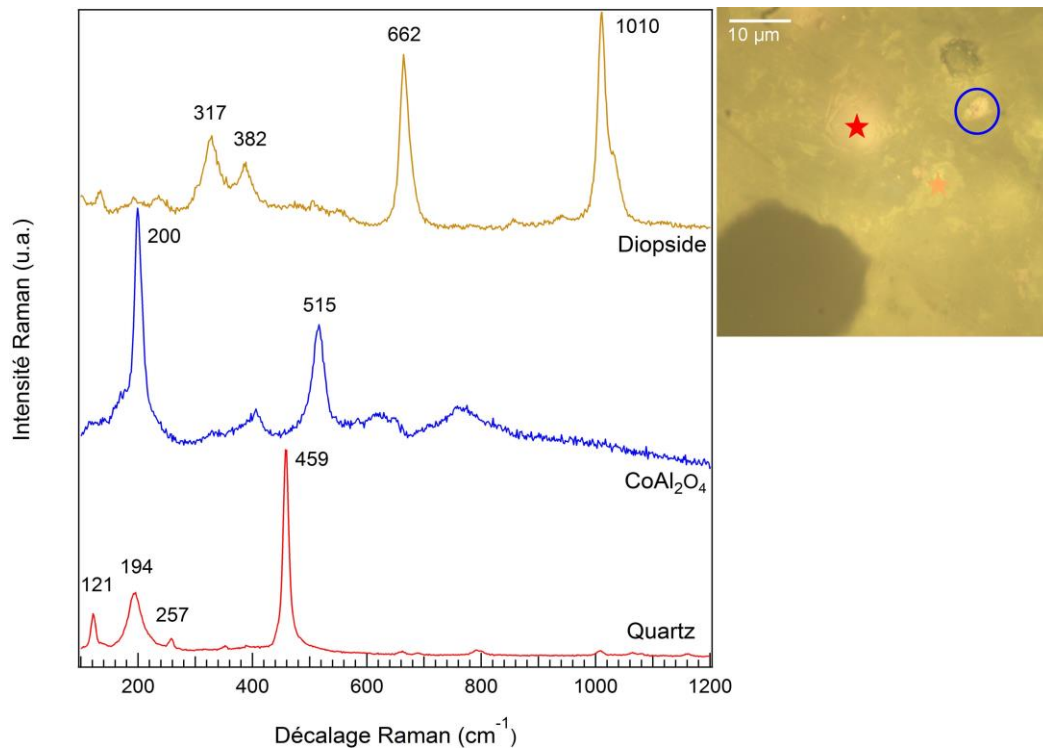 Intensité Raman (u.a.)
317
382
662
1010
Diopside
200
515
CoAl₂O₄
121
194
257
459
Quartz
200
400
600
800
1000
1200
Décalage Raman (cm⁻¹)
10 µm